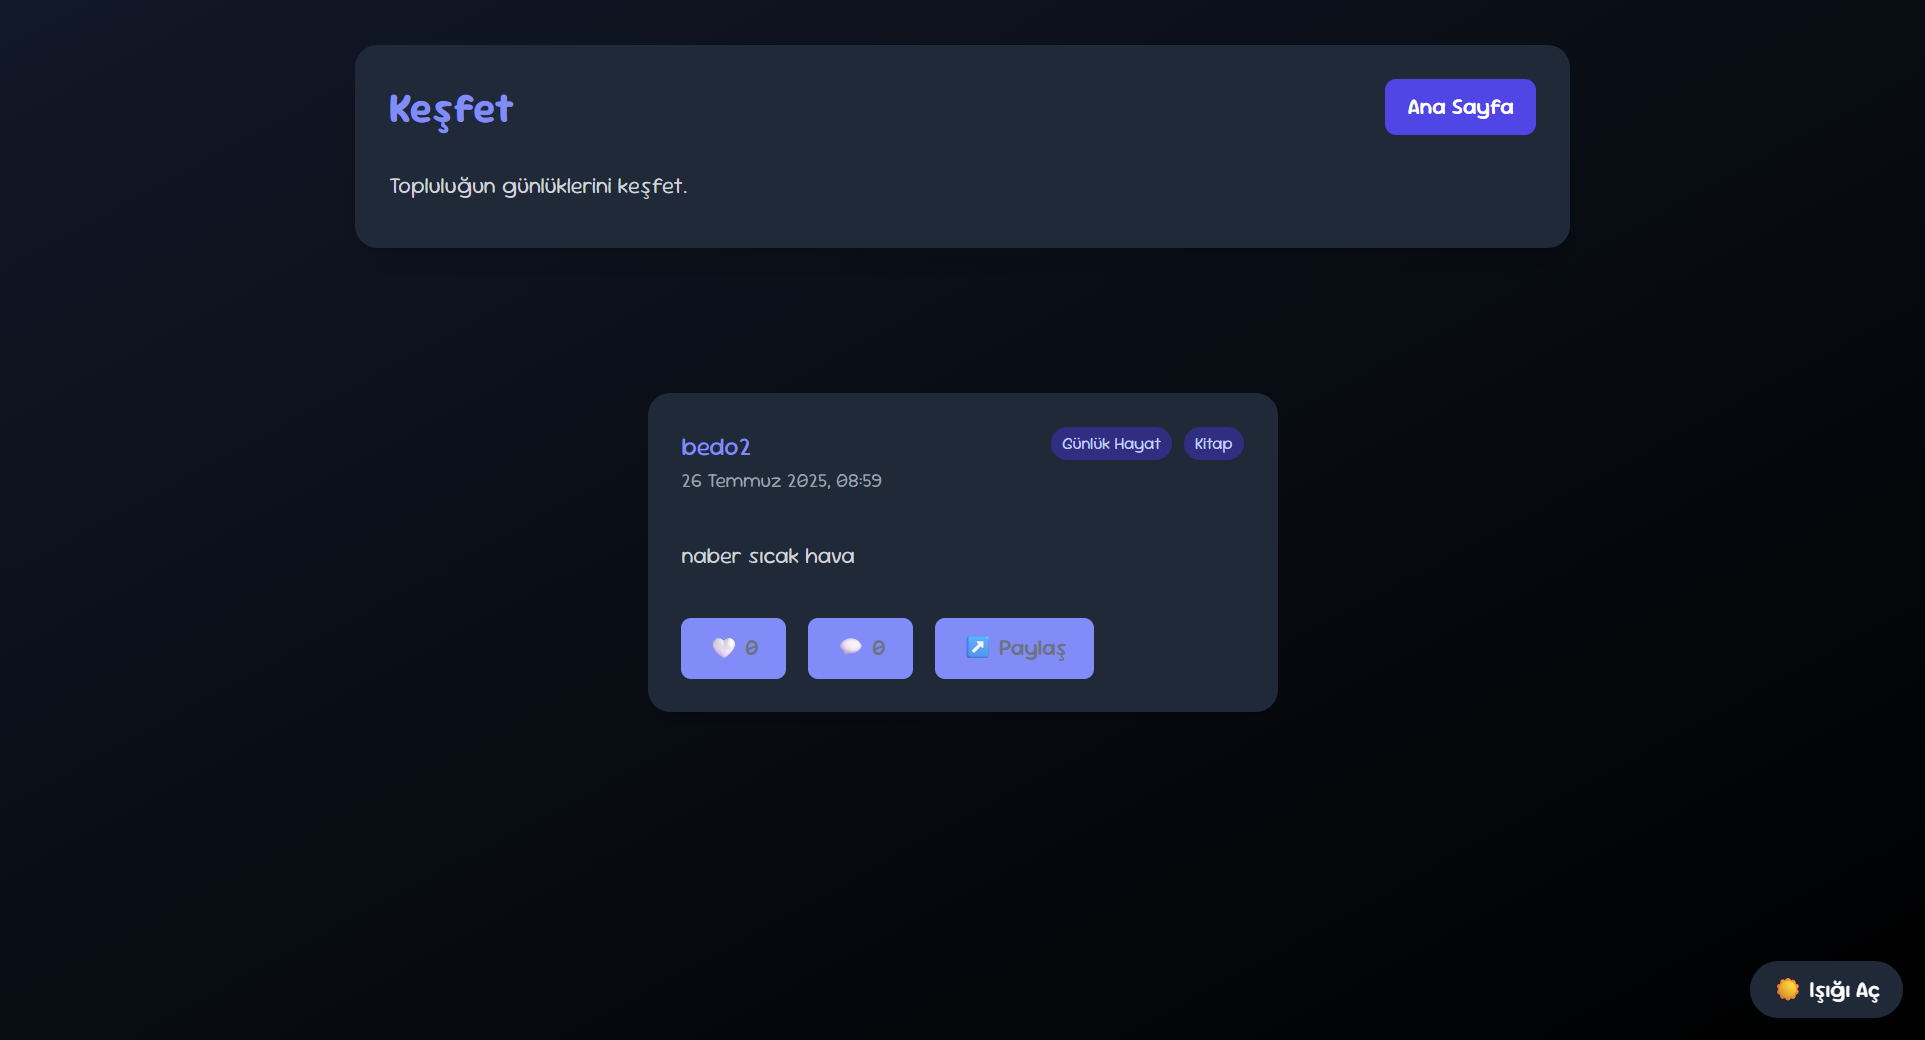 Keşfet
Ana Sayfa
Topluluğun günlüklerini keşfet.
bedo2
Günlük Hayat
Kitap
26 Temmuz 2025, 08:59
naber sıcak hava
0
0
Paylaş
Işığı Aç